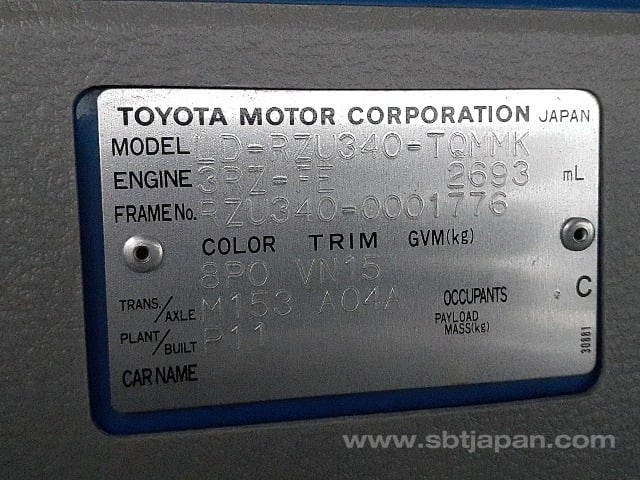 TOYOTA MOTOR CORPORATION JAPAN
MODEL LD-RZU340-TQMMK
ENGINE 3RZ-FE 2693 mL
FRAME No. RZU340-0001776
COLOR TRIM GVM(kg)
8P0 VN15
TRANS./AXLE M153 A04A OCCUPANTS C
PLANT/BUILT P11 PAYLOAD MASS(kg)
CAR NAME
30881
www.sbtjapan.com